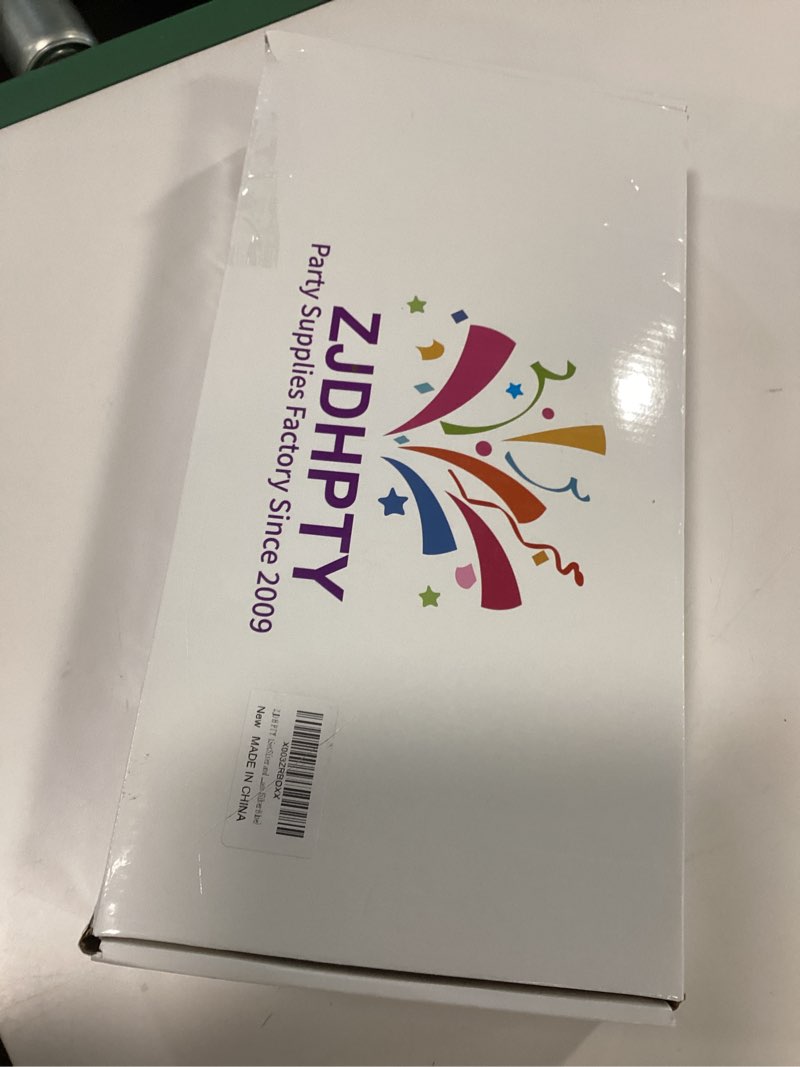 ZJDHPTY
Party Supplies Factory Since 2009
New MADE IN CHINA